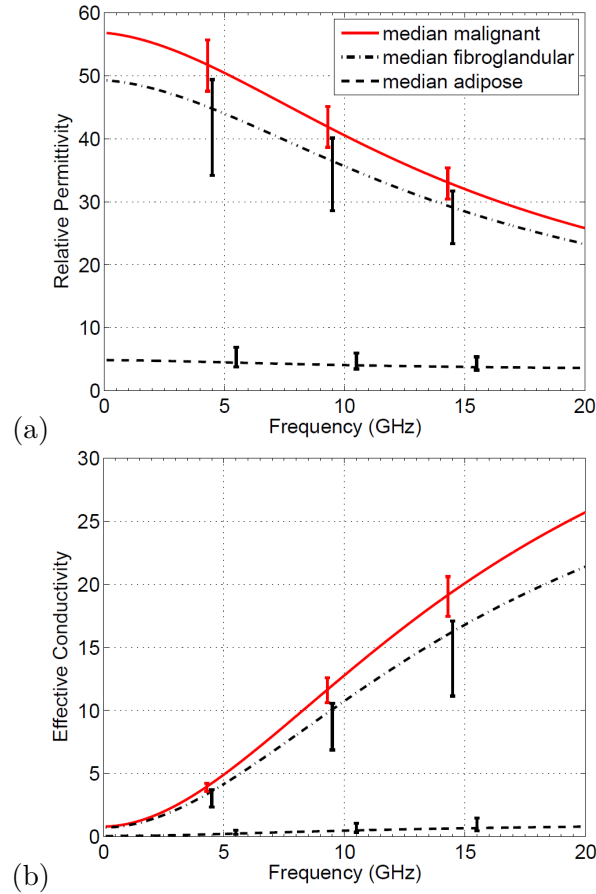 60
50
40
30
20
10
0
Relative Permittivity
median malignant
median fibroglandular
median adipose
0
5
10
15
20
Frequency (GHz)
(a)
30
25
20
15
10
5
0
Effective Conductivity
0
5
10
15
20
Frequency (GHz)
(b)